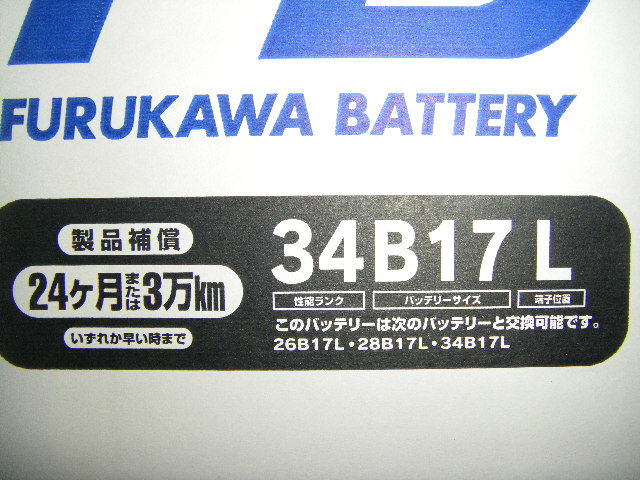 FB
FURUKAWA BATTERY
製品補償
24ヶ月または3万km
いずれか早い時まで
34B17L
性能ランク バッテリーサイズ 端子位置
このバッテリーは次のバッテリーと交換可能です。
26B17L・28B17L・34B17L